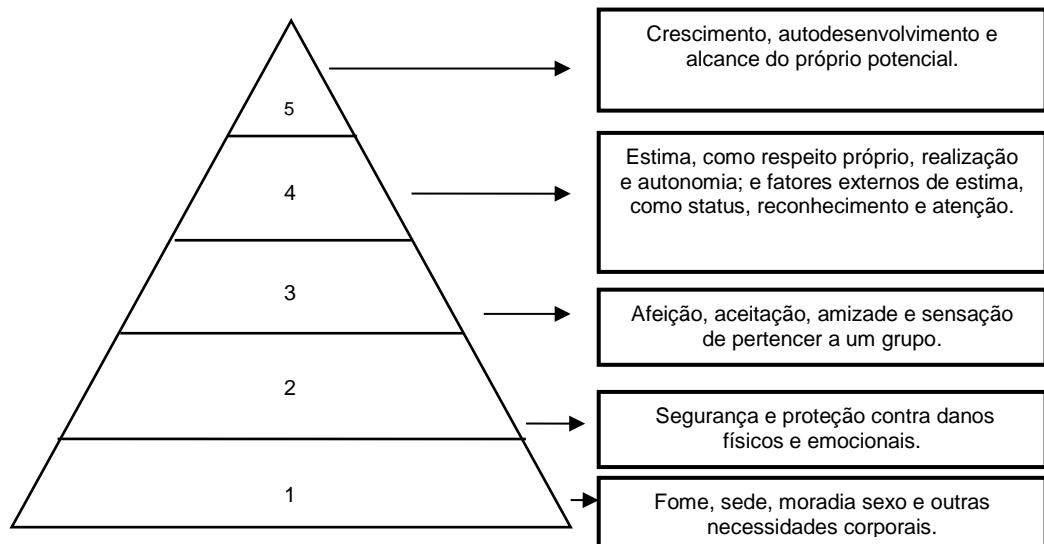 Crescimento, autodesenvolvimento e
alcance do próprio potencial.
5
Estima, como respeito próprio, realização
e autonomia; e fatores externos de estima,
como status, reconhecimento e atenção.
4
3
Afeição, aceitação, amizade e sensação
de pertencer a um grupo.
2
Segurança e proteção contra danos
físicos e emocionais.
1
Fome, sede, moradia sexo e outras
necessidades corporais.